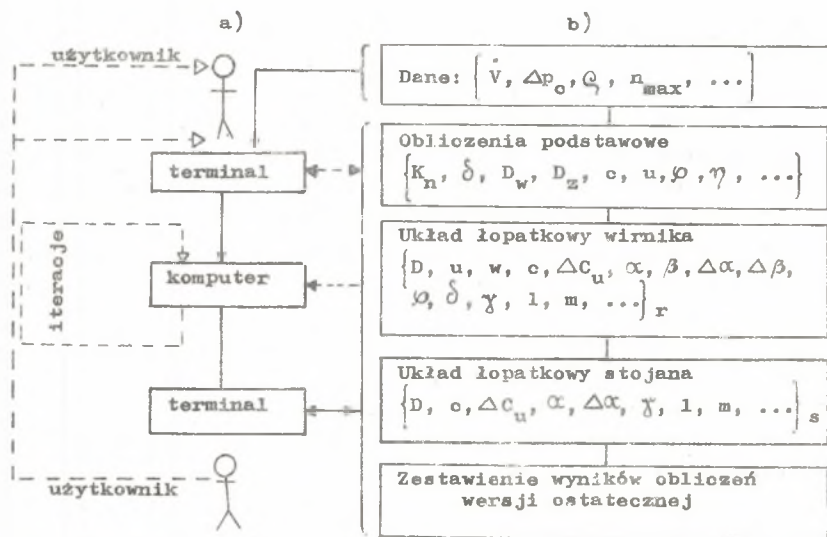 a)
użytkownik
terminal
iteracje
komputer
terminal
użytkownik
b)
Dane: {V̇, Δp_c, ϱ, n_max, ...}
Obliczenia podstawowe
{K_n, δ, D_w, D_z, c, u, φ, η, ...}
Układ łopatkowy wirnika
{D, u, w, c, ΔC_u, α, β, Δα, Δβ,
φ, δ, γ, l, m, ...}_r
Układ łopatkowy stojana
{D, c, ΔC_u, α, Δα, γ, l, m, ...}_s
Zestawienie wyników obliczeń
wersji ostatecznej